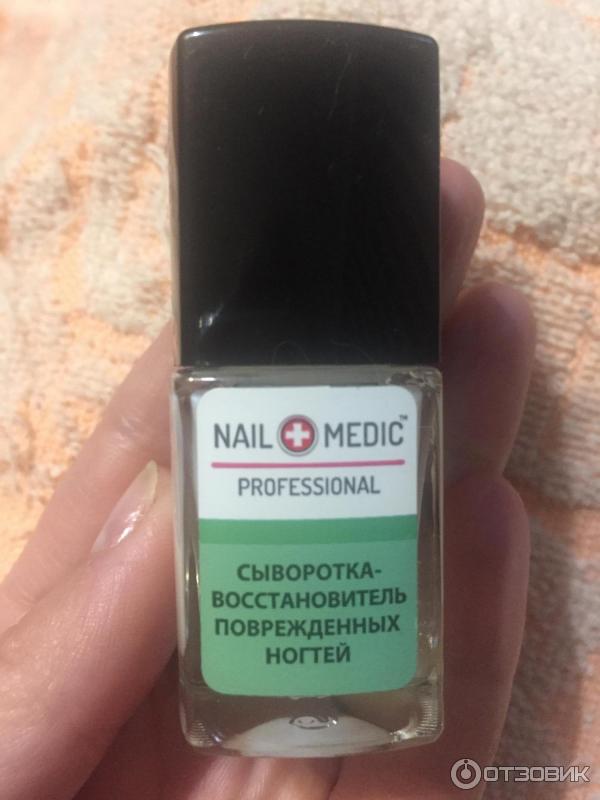 NAIL MEDIC™
PROFESSIONAL
СЫВОРОТКА-
ВОССТАНОВИТЕЛЬ
ПОВРЕЖДЕННЫХ
НОГТЕЙ
ОТЗОВИК